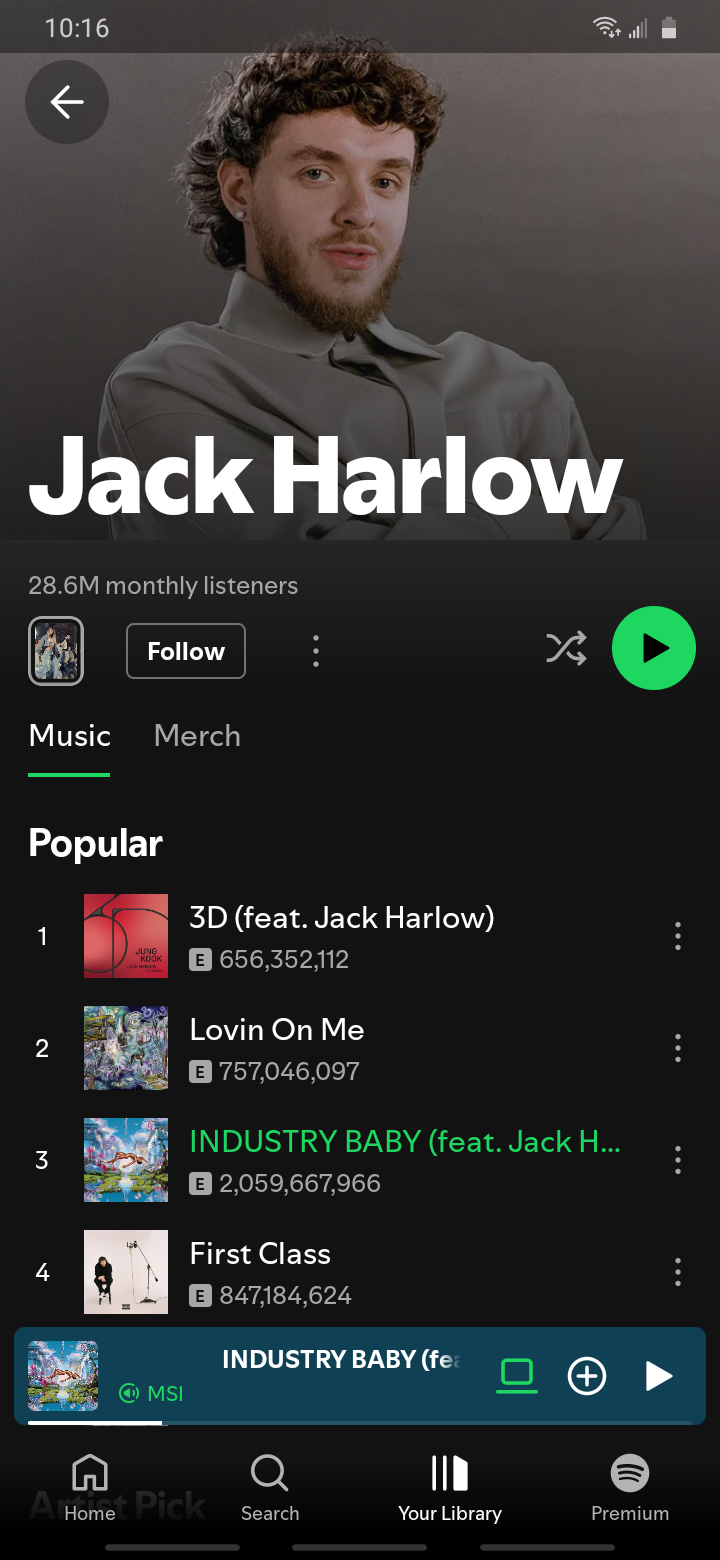 10:16
Jack Harlow
28.6M monthly listeners
Follow
Music Merch
Popular
1 3D (feat. Jack Harlow)
JUNG
KOOK
E 656,352,112
2 Lovin On Me
E 757,046,097
3 INDUSTRY BABY (feat. Jack H...
E 2,059,667,966
4 First Class
E 847,184,624
INDUSTRY BABY (fea
MSI
Artist Pick
Home Search Your Library Premium